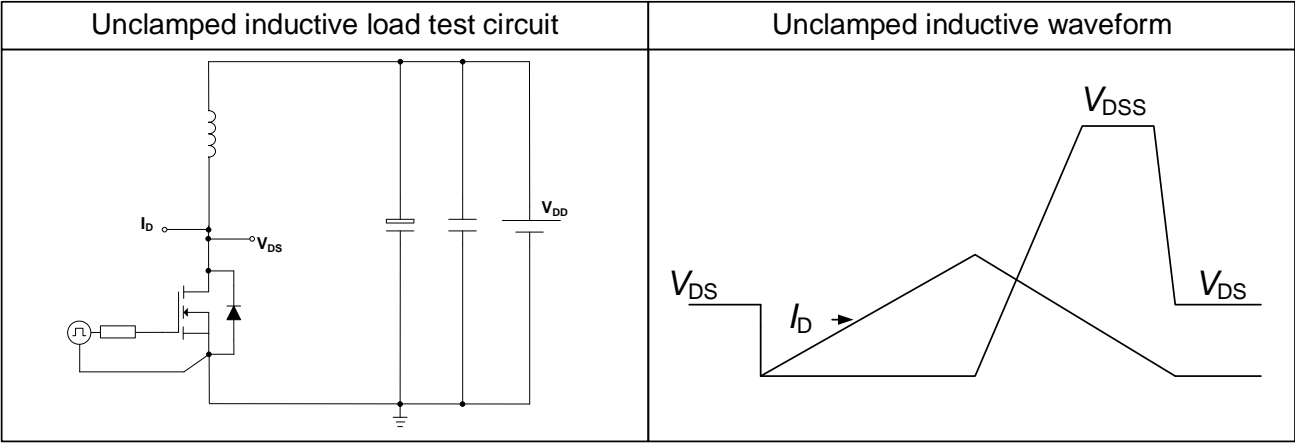 Unclamped inductive load test circuit
Unclamped inductive waveform
VDSS
VDD
ID
VDS
VDS
ID
VDS